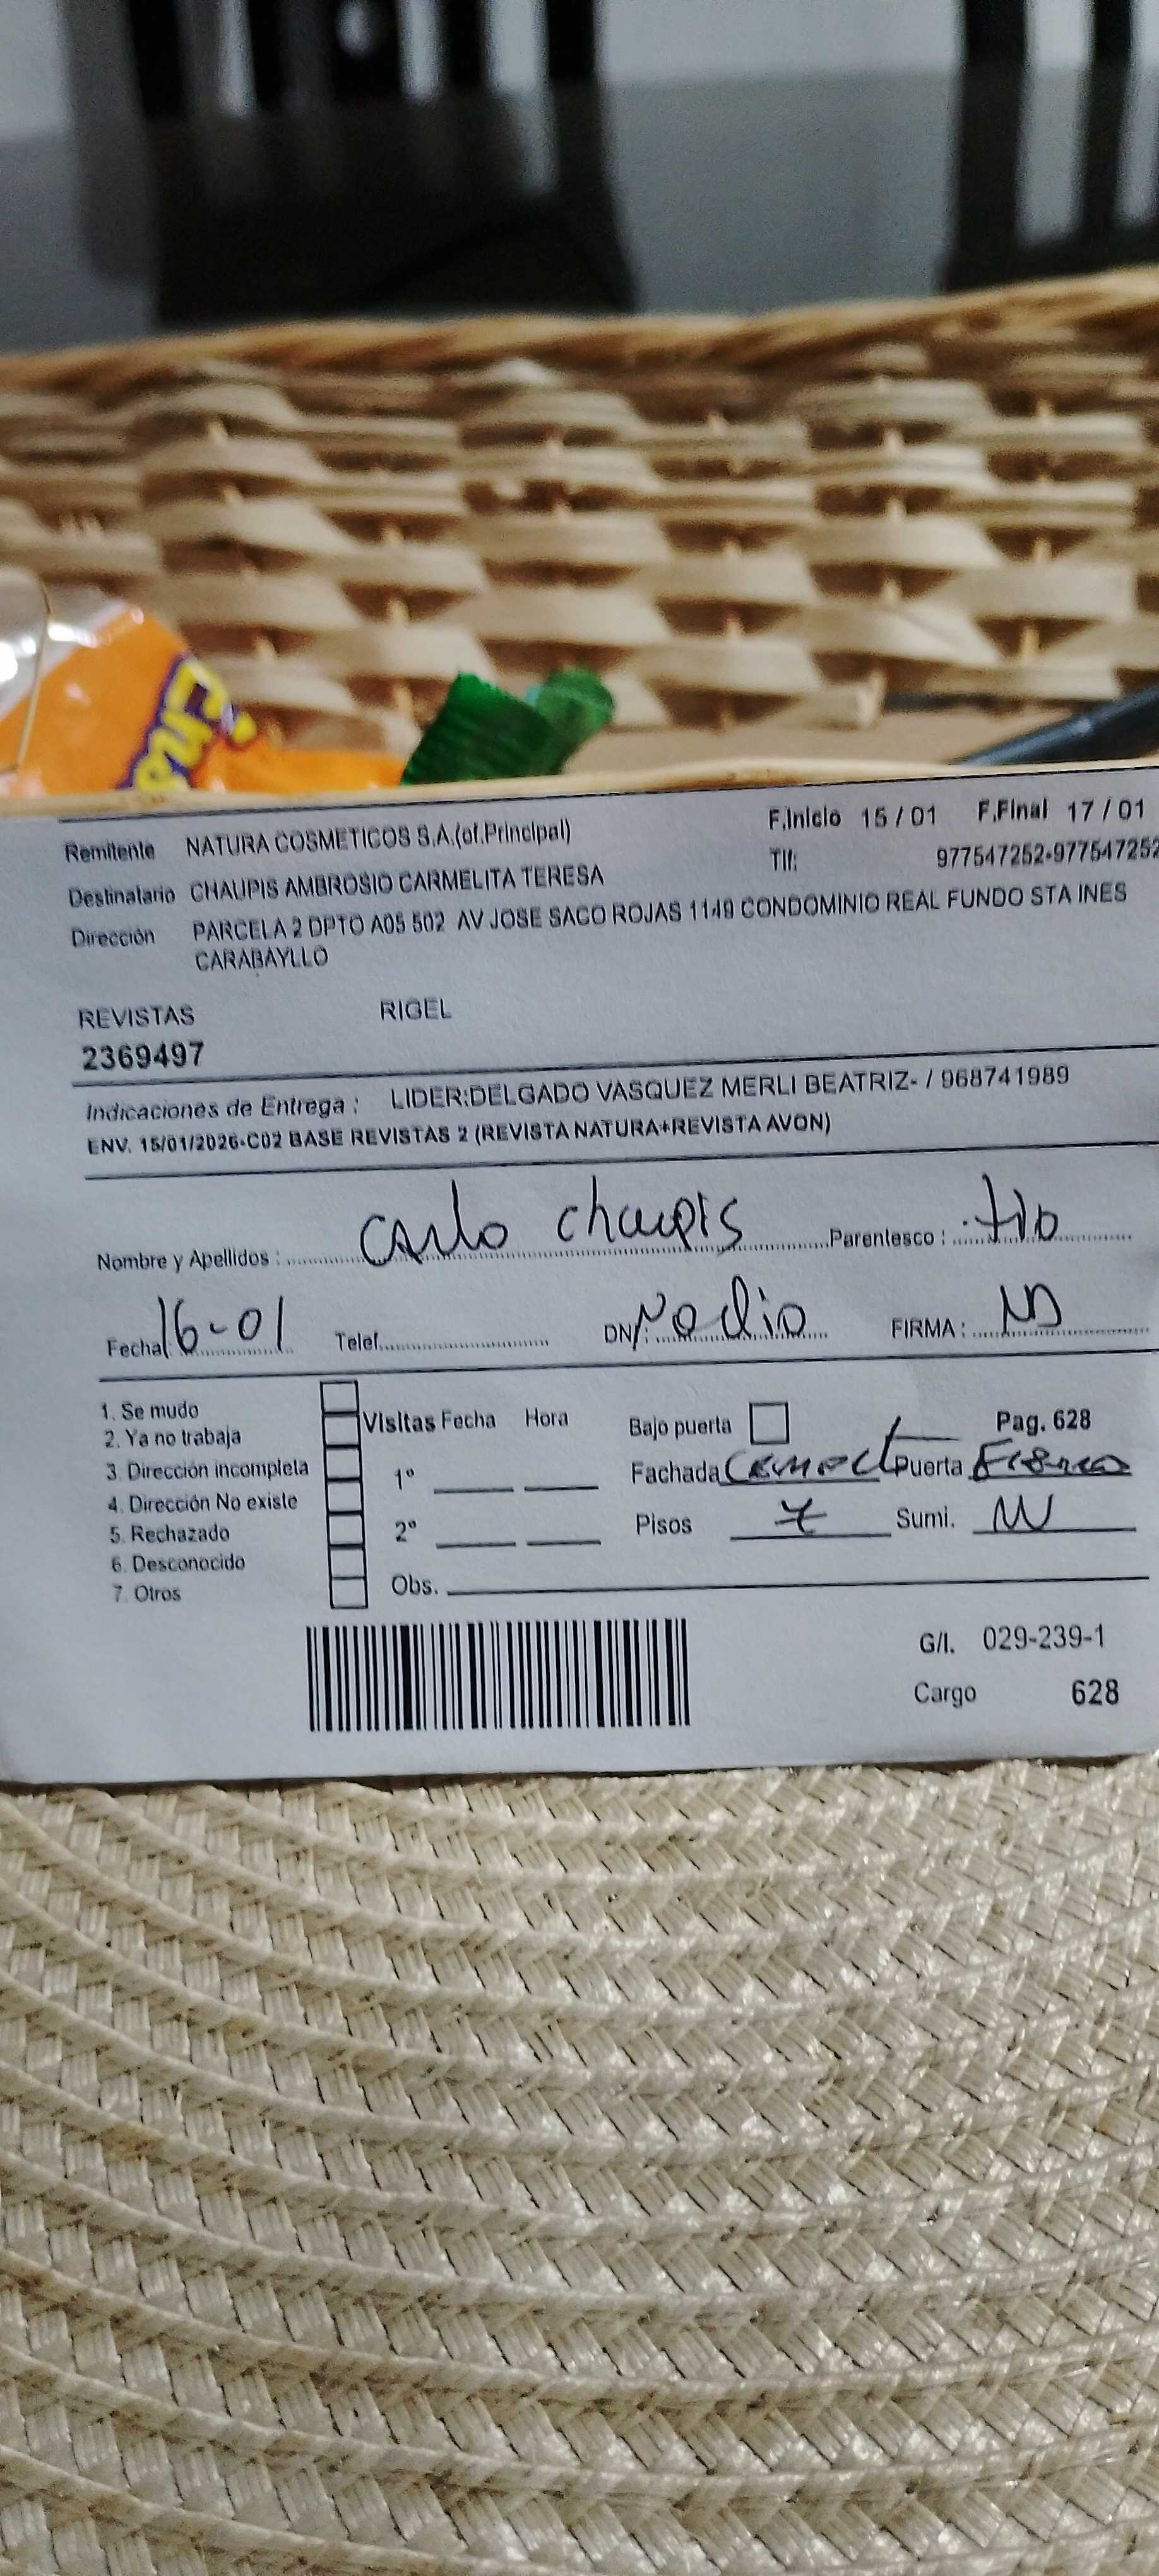 Remitente NATURA COSMETICOS S.A.(of.Principal) F.Inicio 15 / 01 F.Final 17 / 01
Destinatario CHAUPIS AMBROSIO CARMELITA TERESA Tlf: 977547252-977547252
Dirección PARCELA 2 DPTO A05 502 AV JOSE SACO ROJAS 1149 CONDOMINIO REAL FUNDO STA INES
CARABAYLLO
REVISTAS RIGEL
2369497
Indicaciones de Entrega : LIDER:DELGADO VASQUEZ MERLI BEATRIZ- / 968741989
ENV. 15/01/2026-C02 BASE REVISTAS 2 (REVISTA NATURA+REVISTA AVON)
Nombre y Apellidos : Carlo chaupis Parentesco : tio
Fecha: 16-01 Telef. DNI: No dio FIRMA :
1. Se mudo
2. Ya no trabaja
3. Dirección incompleta
4. Dirección No existe
5. Rechazado
6. Desconocido
7. Otros
Visitas Fecha Hora
1º
2º
Obs.
Bajo puerta Pag. 628
Fachada Puerta
Pisos 7 Sumi.
G/I. 029-239-1
Cargo 628